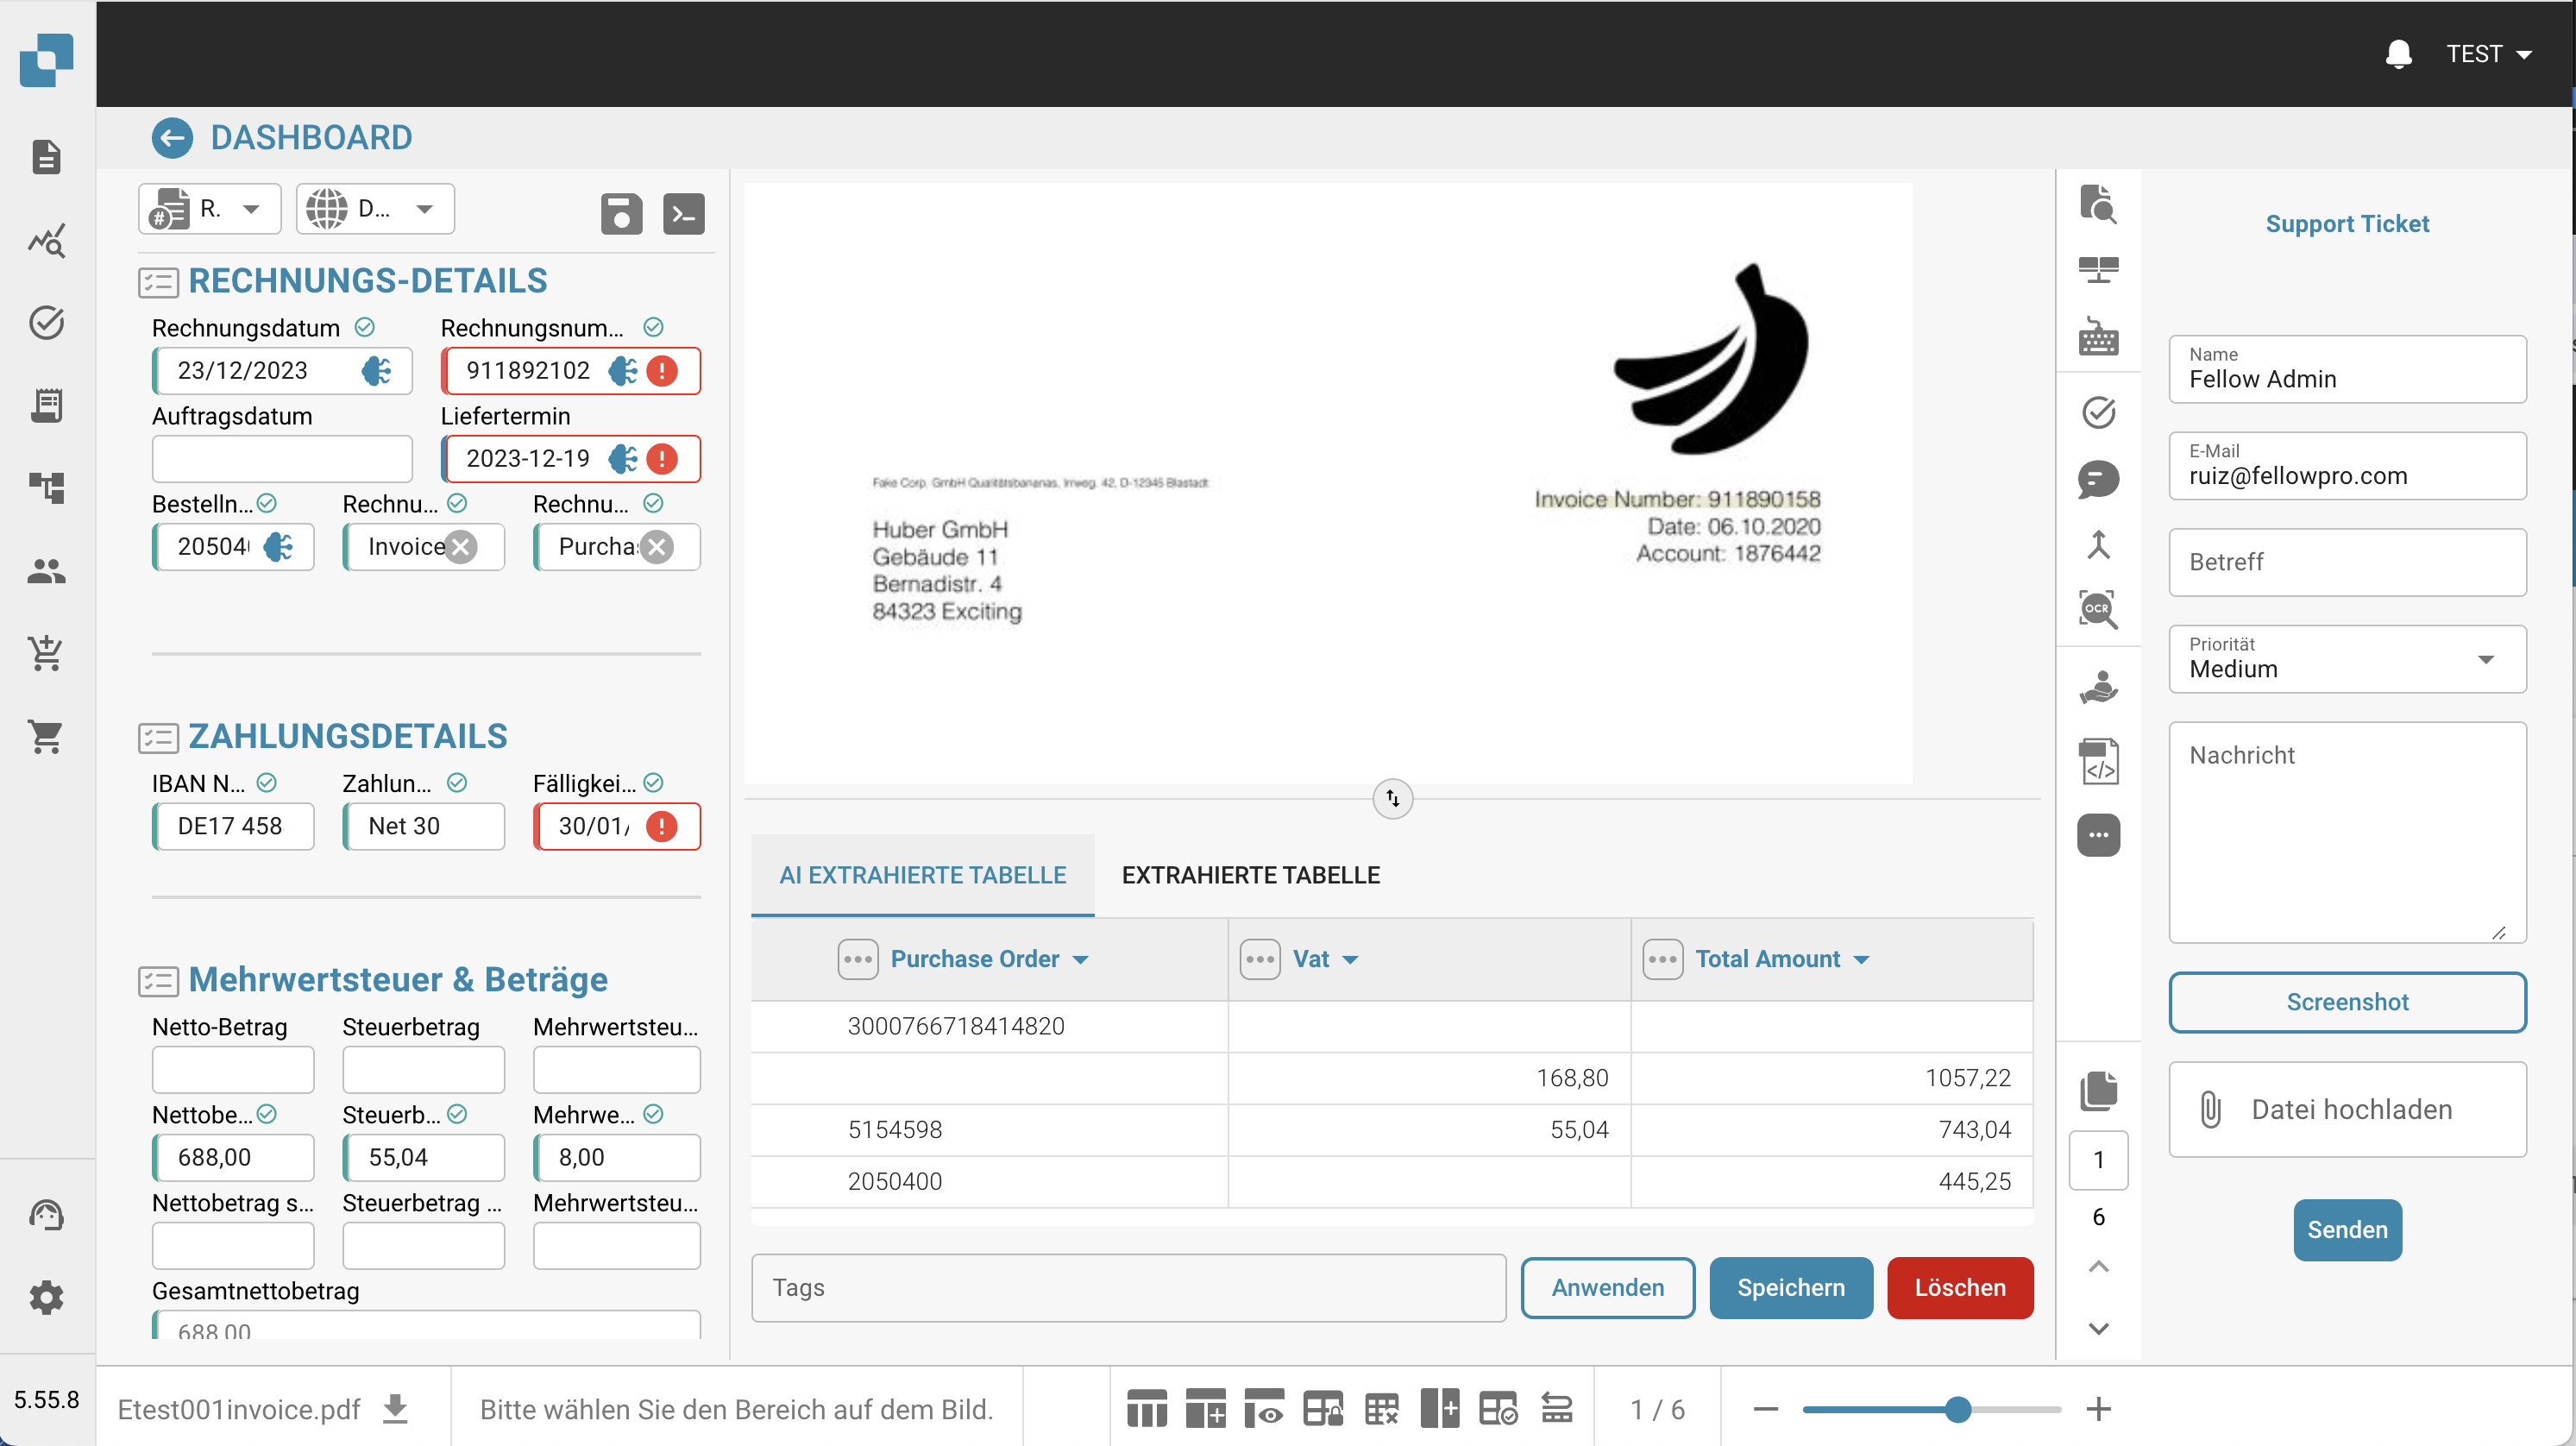 TEST
DASHBOARD
R.
D...
RECHNUNGS-DETAILS
Rechnungsdatum
Rechnungsnum...
23/12/2023
911892102
Auftragsdatum
Liefertermin
2023-12-19
Bestelln...
Rechnu...
Rechnu...
20504
Invoice
Purcha
ZAHLUNGSDETAILS
IBAN N...
Zahlun...
Fälligkei...
DE17 458
Net 30
30/01/
Mehrwertsteuer & Beträge
Netto-Betrag
Steuerbetrag
Mehrwertsteu...
Nettobe...
Steuerb...
Mehrwe...
688,00
55,04
8,00
Nettobetrag s...
Steuerbetrag ...
Mehrwertsteu...
Gesamtnettobetrag
688,00
Fake Corp. GmbH Qualitätsbananas, Irrweg. 42, D-12345 Blastadt
Huber GmbH
Gebäude 11
Bernadistr. 4
84323 Exciting
Invoice Number: 911890158
Date: 06.10.2020
Account: 1876442
AI EXTRAHIERTE TABELLE
EXTRAHIERTE TABELLE
Purchase Order
Vat
Total Amount
3000766718414820
168,80
1057,22
5154598
55,04
743,04
2050400
445,25
Tags
Anwenden
Speichern
Löschen
OCR
1
6
Support Ticket
Name
Fellow Admin
E-Mail
ruiz@fellowpro.com
Betreff
Priorität
Medium
Nachricht
Screenshot
Datei hochladen
Senden
5.55.8
Etest001invoice.pdf
Bitte wählen Sie den Bereich auf dem Bild.
1 / 6